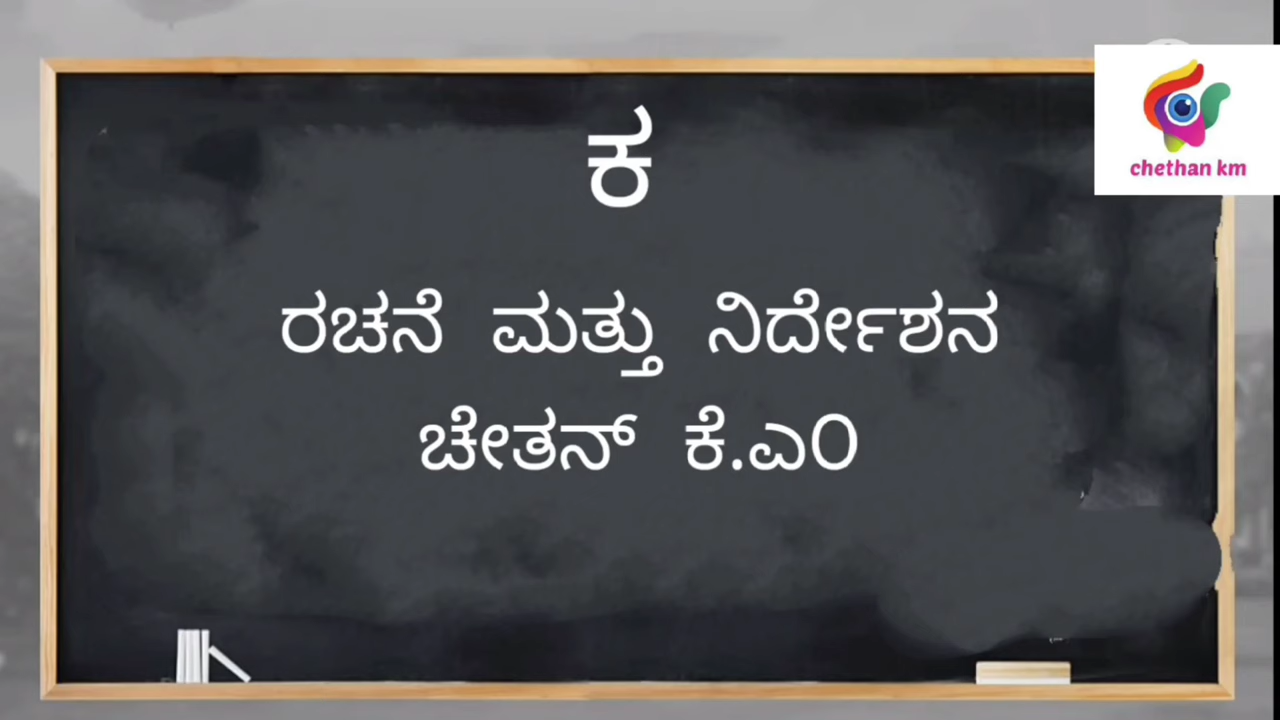 ಕ
chethan km
ರಚನೆ ಮತ್ತು ನಿರ್ದೇಶನ
ಚೇತನ್ ಕೆ.ಎಂ